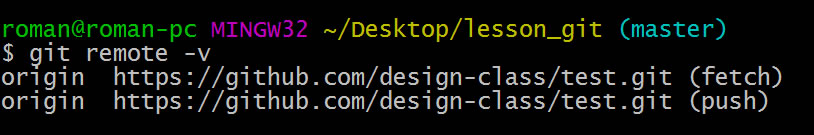 roman@roman-pc MINGW32 ~/Desktop/lesson_git (master)
$ git remote -v
origin  https://github.com/design-class/test.git (fetch)
origin  https://github.com/design-class/test.git (push)